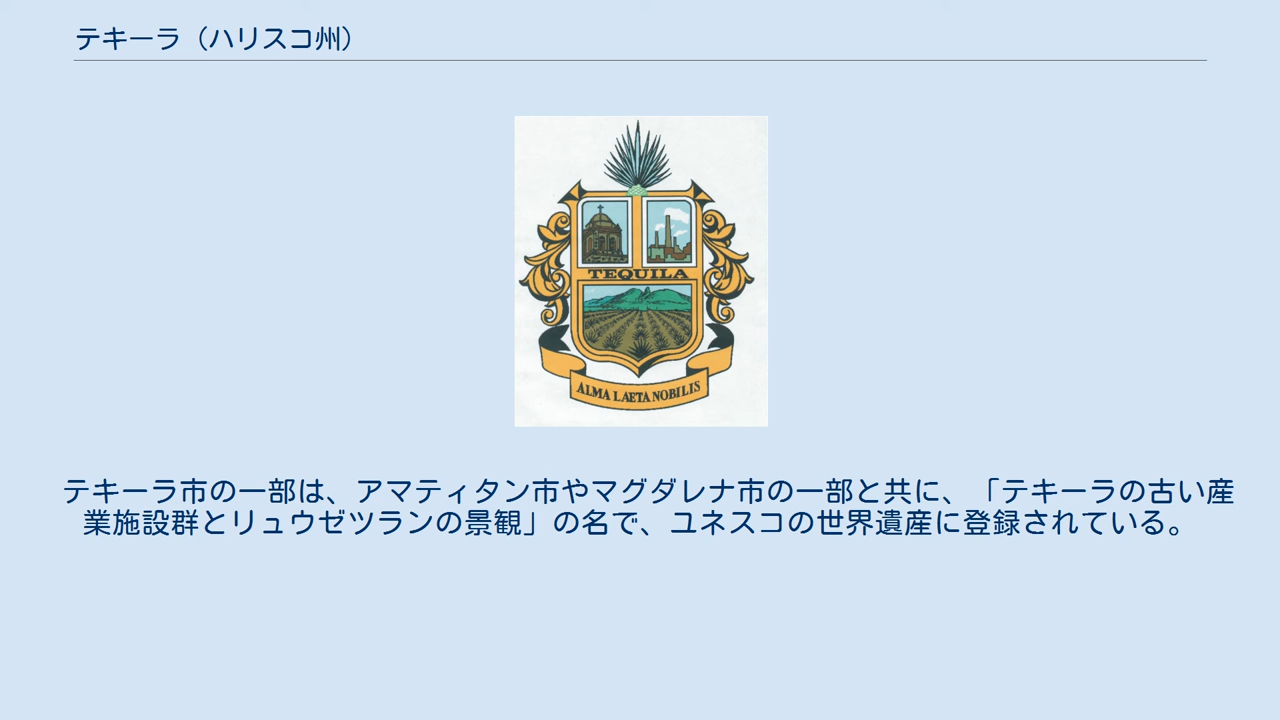 テキーラ（ハリスコ州）
TEQUILA
ALMA LAETA NOBILIS
テキーラ市の一部は、アマティタン市やマグダレナ市の一部と共に、「テキーラの古い産
業施設群とリュウゼツランの景観」の名で、ユネスコの世界遺産に登録されている。